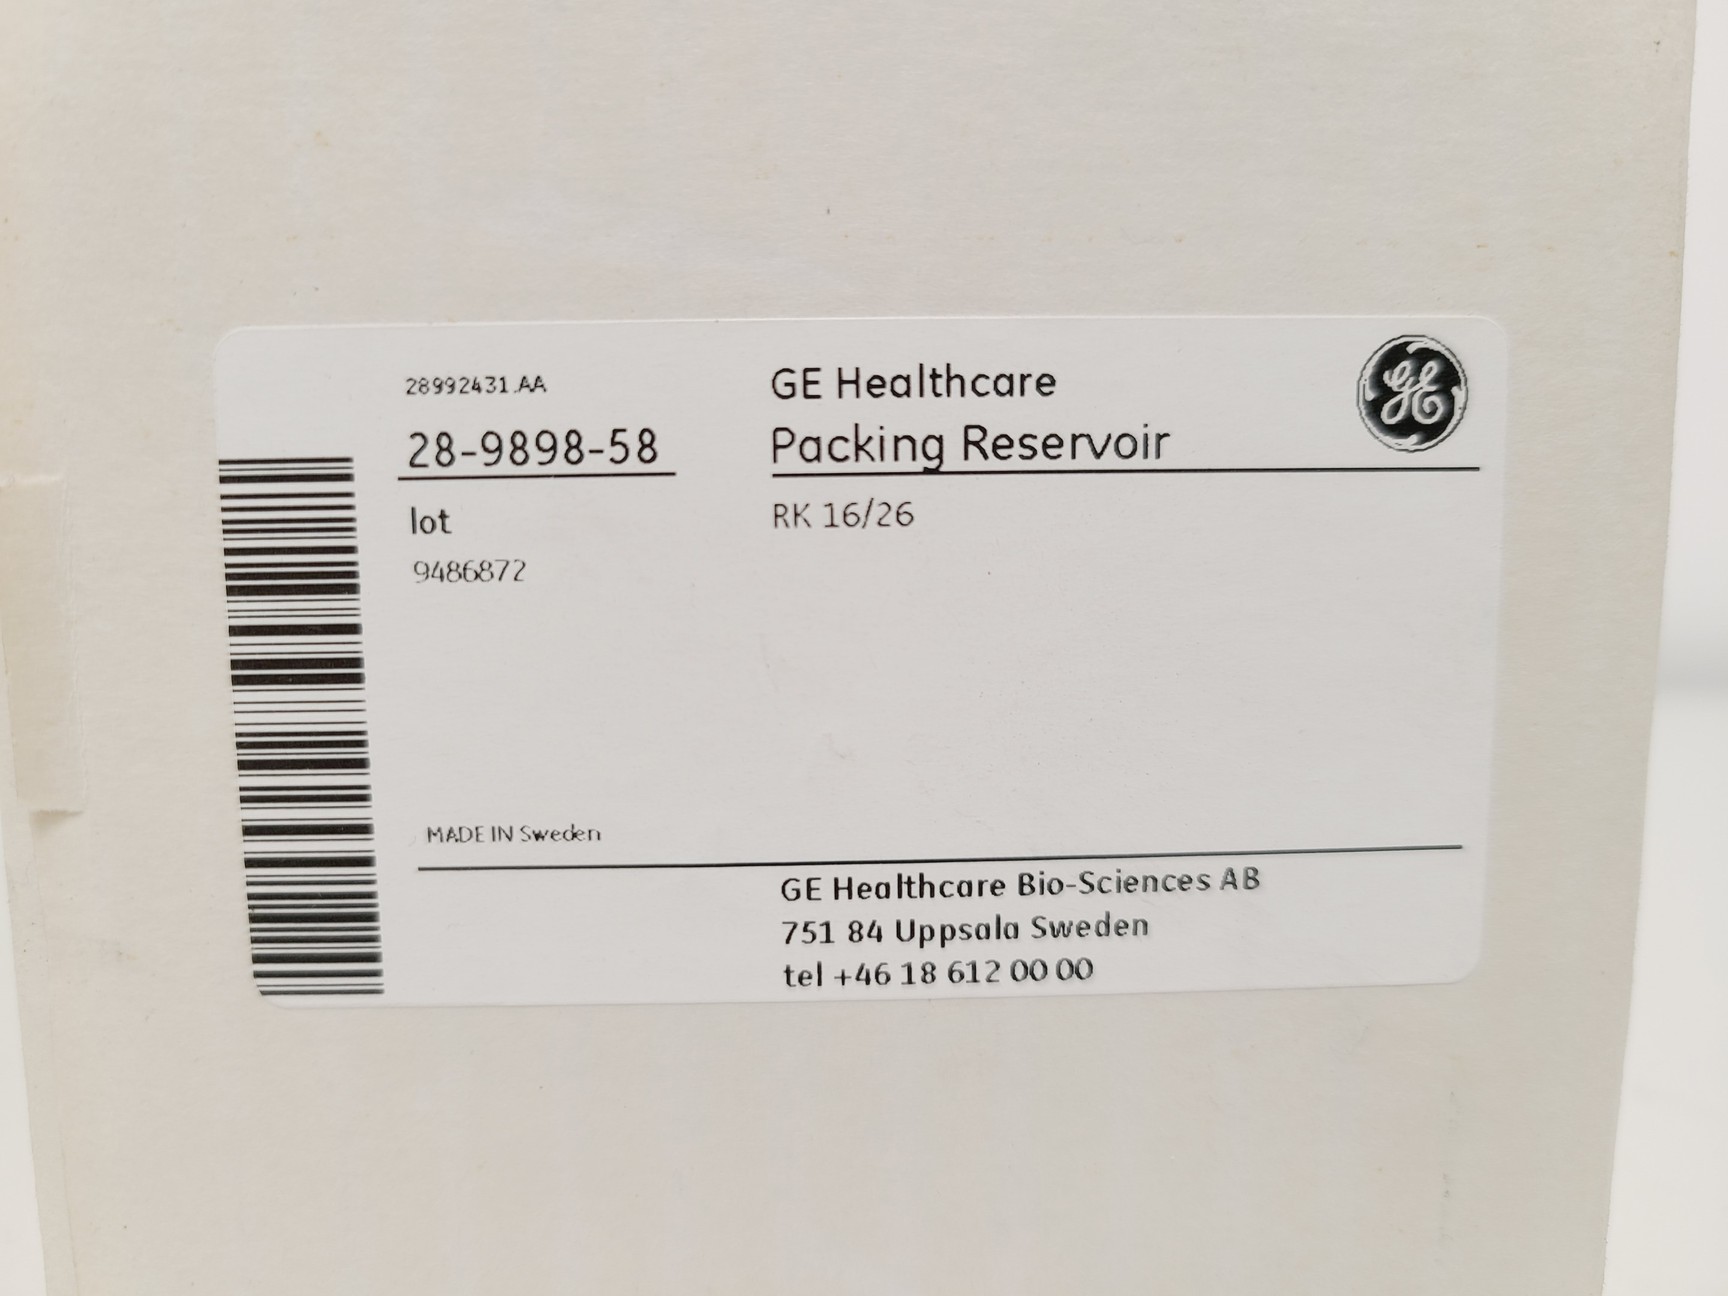 28992431.AA
28-9898-58
lot
9486872
GE Healthcare
Packing Reservoir
RK 16/26
GE
MADE IN Sweden
GE Healthcare Bio-Sciences AB
751 84 Uppsala Sweden
tel +46 18 612 00 00